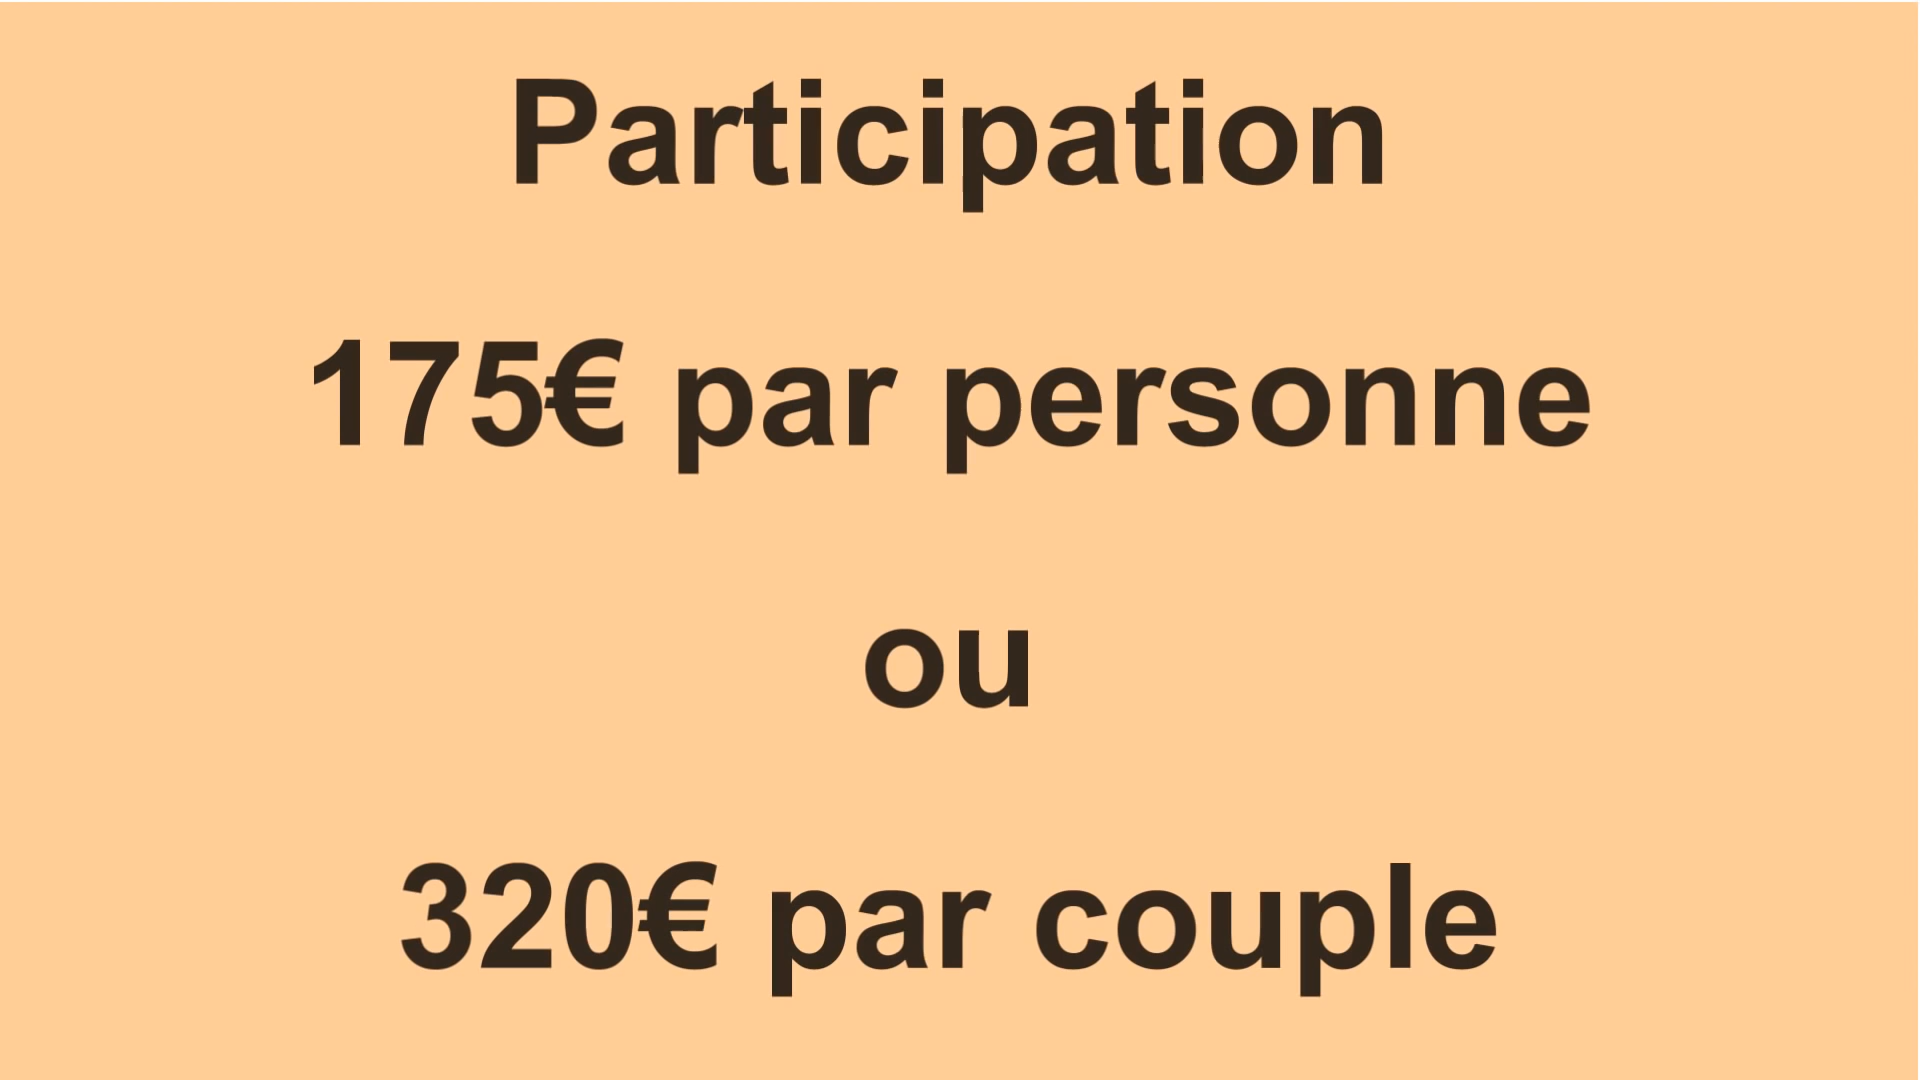 Participation
175€ par personne
ou
320€ par couple